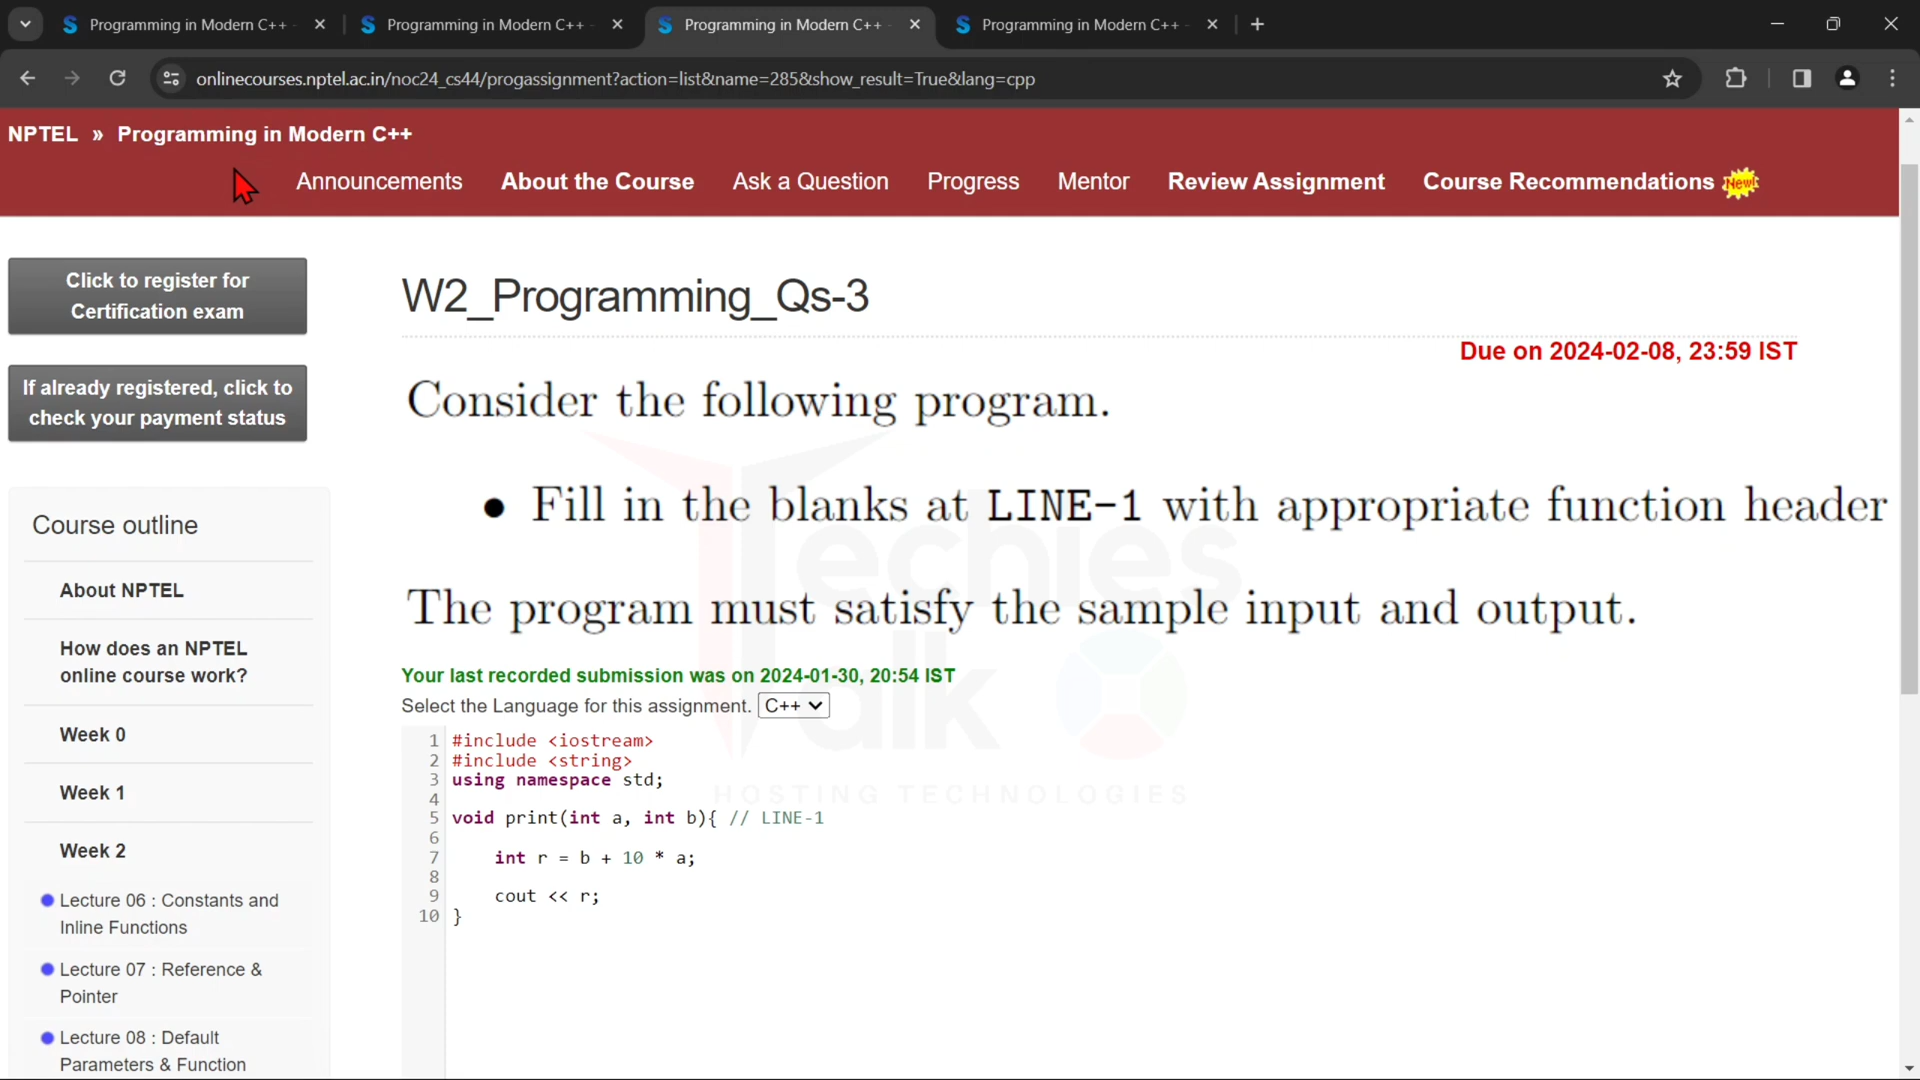 Programming in Modern C++ -
Programming in Modern C++ -
Programming in Modern C++ -
Programming in Modern C++ -
onlinecourses.nptel.ac.in/noc24_cs44/progassignment?action=list&name=285&show_result=True&lang=cpp
NPTEL » Programming in Modern C++
Announcements About the Course Ask a Question Progress Mentor Review Assignment Course Recommendations New!
Click to register for
Certification exam
If already registered, click to
check your payment status
Course outline
About NPTEL
How does an NPTEL
online course work?
Week 0
Week 1
Week 2
Lecture 06 : Constants and
Inline Functions
Lecture 07 : Reference &
Pointer
Lecture 08 : Default
Parameters & Function
W2_Programming_Qs-3
Due on 2024-02-08, 23:59 IST
Consider the following program.
• Fill in the blanks at LINE-1 with appropriate function header
The program must satisfy the sample input and output.
Your last recorded submission was on 2024-01-30, 20:54 IST
Select the Language for this assignment. C++
1 #include <iostream>
2 #include <string>
3 using namespace std;
4
5 void print(int a, int b){ // LINE-1
6
7 int r = b + 10 * a;
8
9 cout << r;
10 }
Techies
Talk
HOSTING TECHNOLOGIES